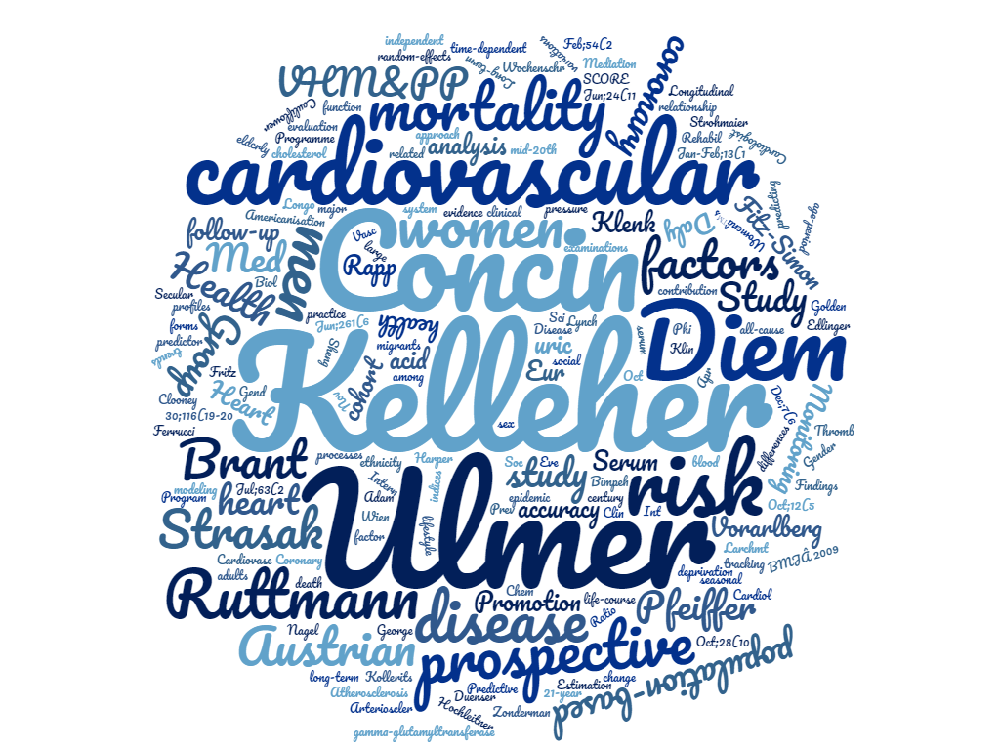 independent
time-dependent
variations
Feb;54(2
coronary
random-effects
Long-term
Wochenschr
Mediation
SCORE
VHM&PP
Jun;24(11
Longitudinal
Cauliflower
function
mortality
relationship
Strohmaier
evaluation
approach
Rehabil
Cardiologist
elderly
Programme
analysis
mid-20th
cholesterol
related
Jan-Feb;13(1
cardiovascular
predicting
Longo
major
system
evidence
clinical
pressure
Klenk
Daly
Women's
Fitz-Simon
age-period
Americanisation
follow-up
men
Vasc
women
examinations
Med
large
Rapp
Concin
factors
Health
Biol
contribution
Study
Golden
Secular
profiles
practice
Jun;261(6
health
Sci
Lynch
Disease
Diem
Phi
all-cause
Edlinger
forms
Group
migrants
uric
serum
Klin
predictor
trends
Sheng
acid
social
Fritz
Kelleher
among
Eur
Oct
Apr
Heart
Gend
cohort
Nov
Monitoring
Clooney
Dec;7(6
30;116(19-20
sex
differences
Thromb
Ferrucci
Gender
Brant
processes
ethnicity
Harper
Soc
Eve
Serum
blood
indices
study
Bimpeh
risk
Findings
modeling
Jul;63(2
Intern
Adam
epidemic
century
Program
heart
Wien
Prev
accuracy
Clin
Int
Oct;12(5
Strasak
factor
lifestyle
Ulmer
Vorarlberg
Larchmt
Cardiovasc
Coronary
tracking
BMJÂ 2009
adults
death
deprivation
seasonal
Ruttmann
Chem
Promotion
life-course
Cardiol
disease
Ratio
Pfeiffer
Nagel
George
Austrian
prospective
Oct;28(10
population-based
long-term
Kollerits
Estimation
change
Atherosclerosis
Predictive
21-year
Duenser
Arterioscler
Hochleitner
Zonderman
gamma-glutamyltransferase